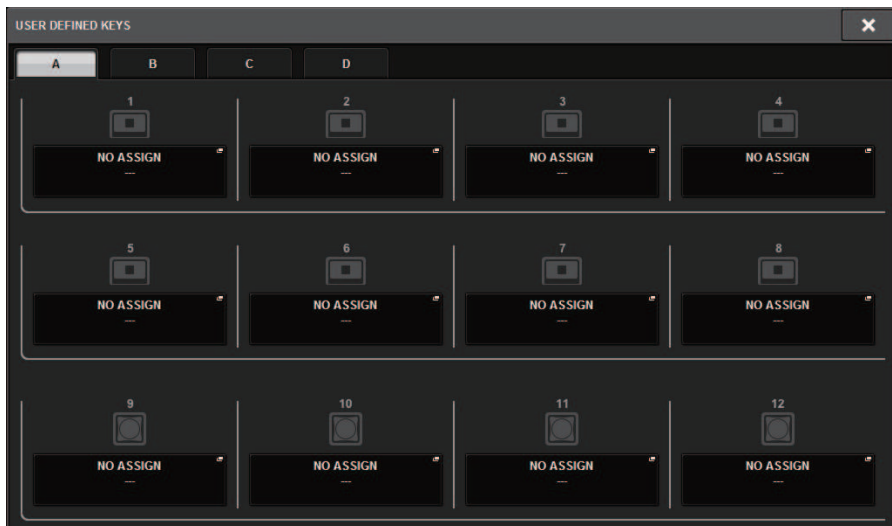 USER DEFINED KEYS
A B C D
1 2 3 4
NO ASSIGN NO ASSIGN NO ASSIGN NO ASSIGN
--- --- --- ---
5 6 7 8
NO ASSIGN NO ASSIGN NO ASSIGN NO ASSIGN
--- --- --- ---
9 10 11 12
NO ASSIGN NO ASSIGN NO ASSIGN NO ASSIGN
--- --- --- ---